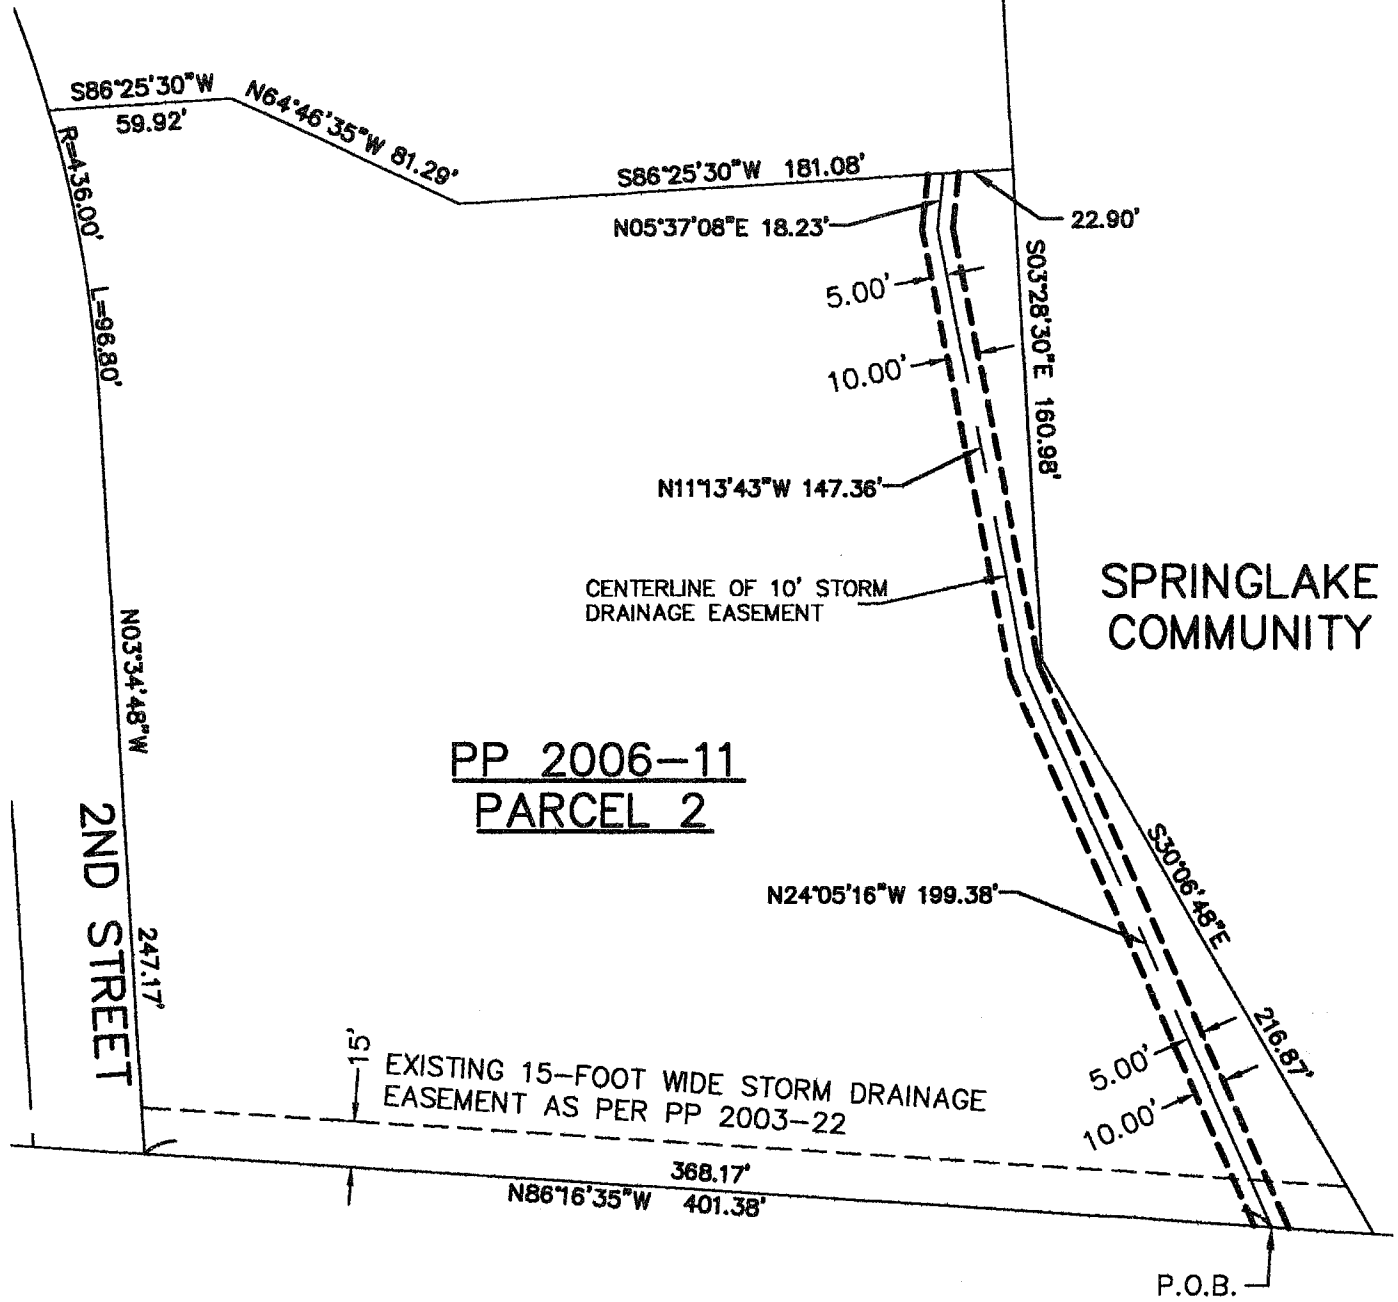 S86°25'30"W
59.92'
N64°46'35"W 81.29'
S86°25'30"W 181.08'
R=436.00'
L=96.80'
N05°37'08"E 18.23'
22.90'
5.00'
10.00'
S03°28'30"E 160.98'
N11°13'43"W 147.36'
CENTERLINE OF 10' STORM
DRAINAGE EASEMENT
SPRINGLAKE
COMMUNITY
N03°34'48"W
247.17'
PP 2006-11
PARCEL 2
2ND STREET
N24°05'16"W 199.38'
S30°06'48"E
216.87'
5.00'
10.00'
15'
EXISTING 15-FOOT WIDE STORM DRAINAGE
EASEMENT AS PER PP 2003-22
368.17'
N86°16'35"W 401.38'
P.O.B.